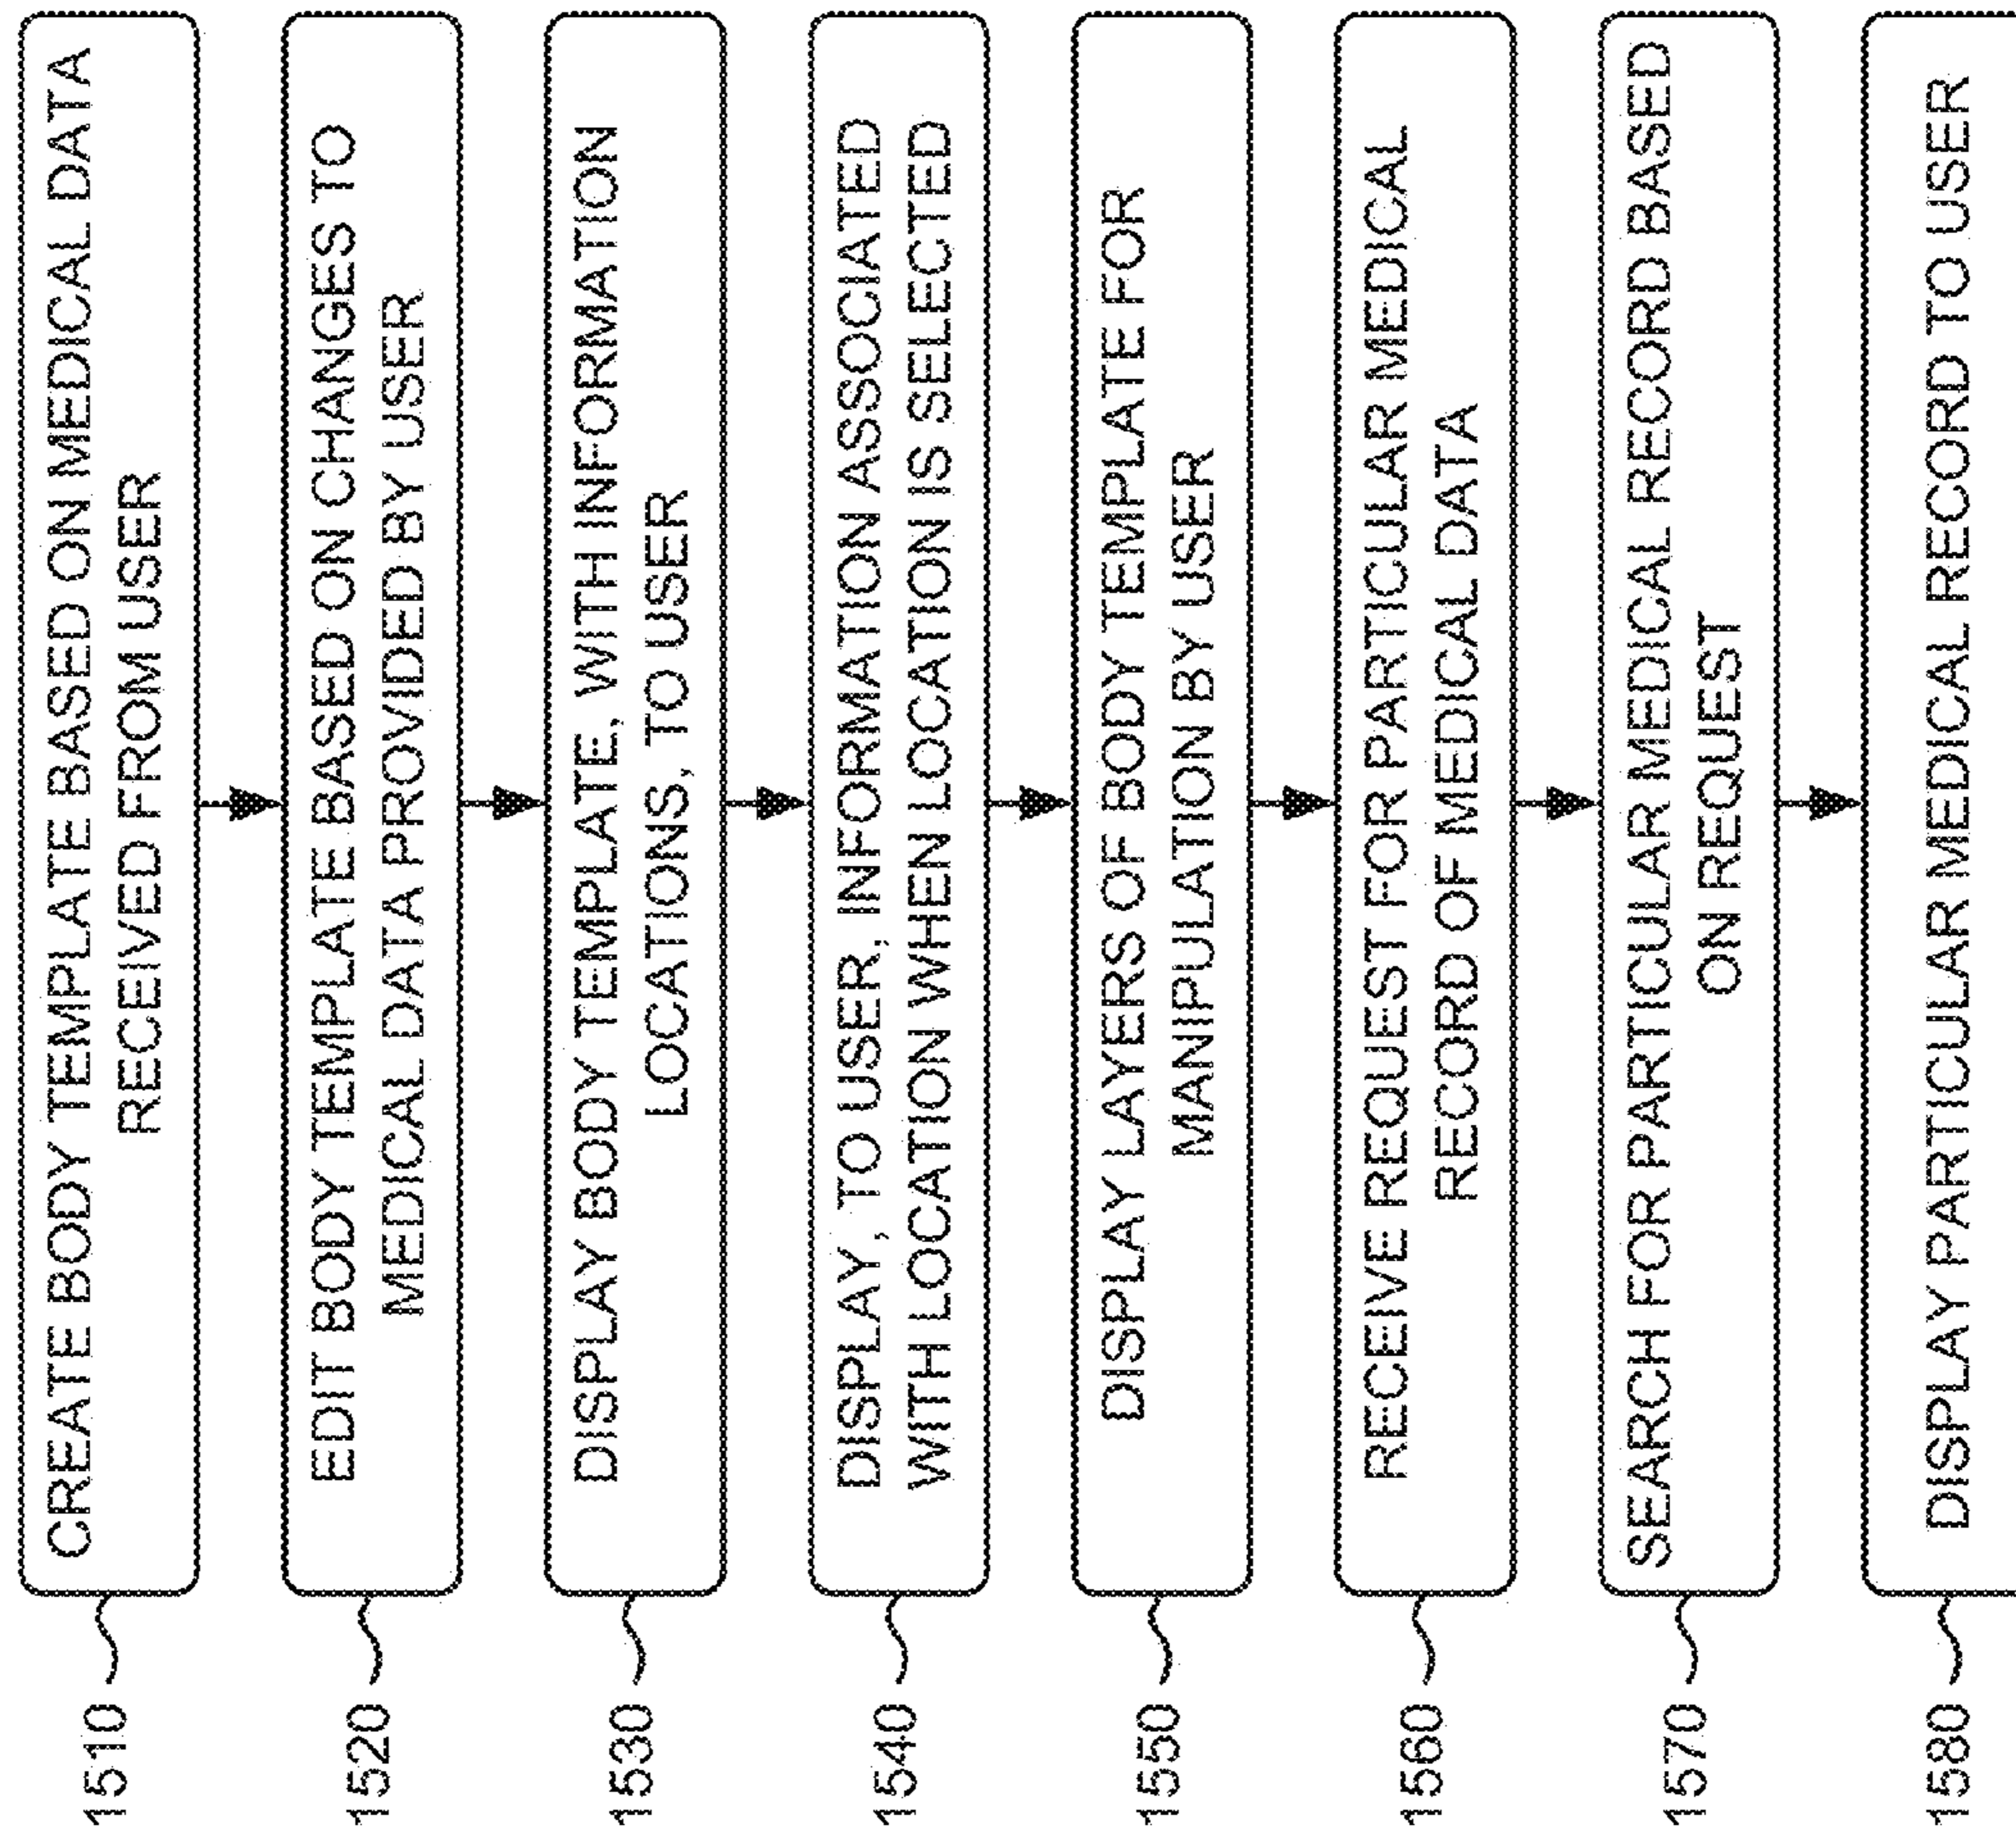 1510
CREATE BODY TEMPLATE BASED ON MEDICAL DATA
RECEIVED FROM USER
1520
EDIT BODY TEMPLATE BASED ON CHANGES TO
MEDICAL DATA PROVIDED BY USER
1530
DISPLAY BODY TEMPLATE, WITH INFORMATION
LOCATIONS, TO USER
1540
DISPLAY, TO USER, INFORMATION ASSOCIATED
WITH LOCATION WHEN LOCATION IS SELECTED
1550
DISPLAY LAYERS OF BODY TEMPLATE FOR
MANIPULATION BY USER
1560
RECEIVE REQUEST FOR PARTICULAR MEDICAL
RECORD OF MEDICAL DATA
1570
SEARCH FOR PARTICULAR MEDICAL RECORD BASED
ON REQUEST
1580
DISPLAY PARTICULAR MEDICAL RECORD TO USER